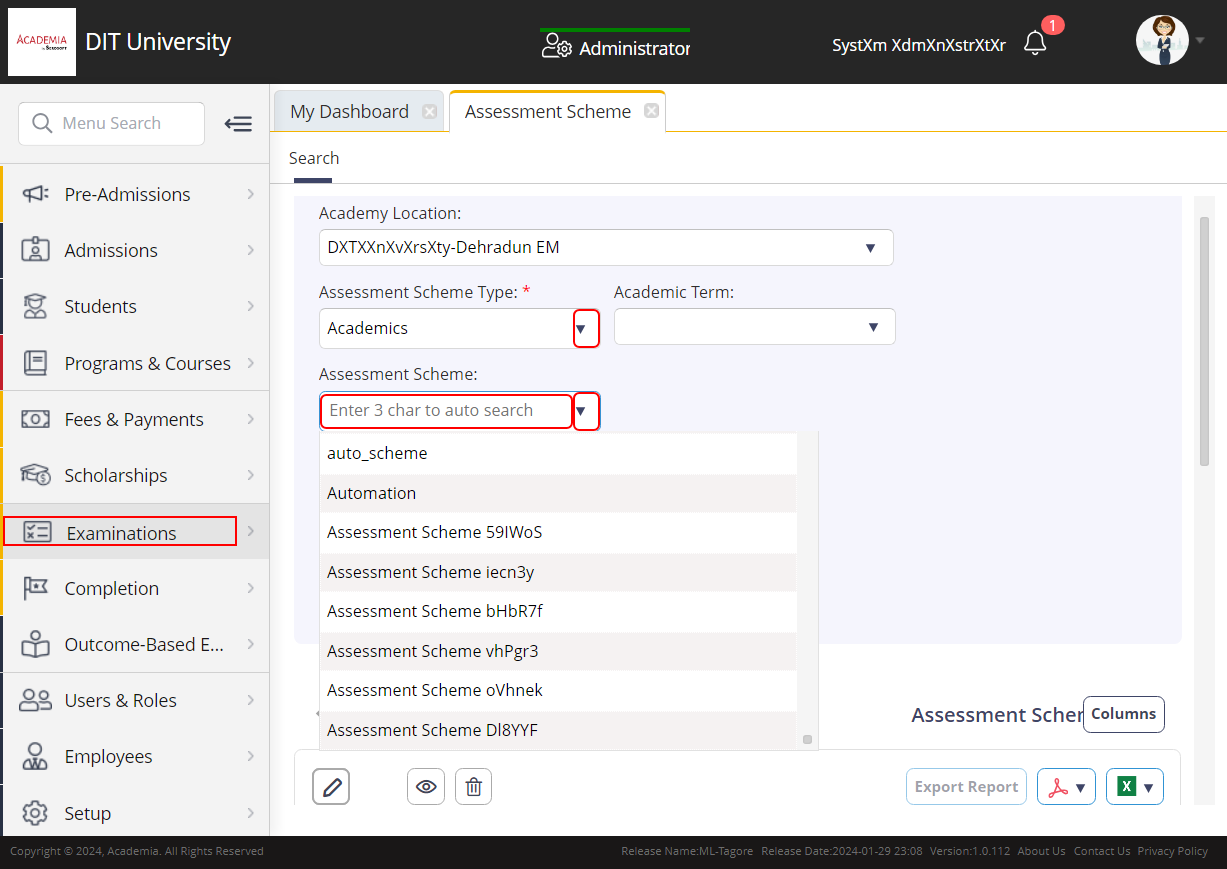 ACADEMIA
by SEROSOFT
DIT University
Administrator
SystXm XdmXnXstrXtXr
1
Menu Search
My Dashboard
Assessment Scheme
Search
Pre-Admissions
Admissions
Students
Programs & Courses
Fees & Payments
Scholarships
Examinations
Completion
Outcome-Based E...
Users & Roles
Employees
Setup
Academy Location:
DXTXXnXvXrsXty-Dehradun EM
Assessment Scheme Type: *
Academic Term:
Academics
Assessment Scheme:
Enter 3 char to auto search
auto_scheme
Automation
Assessment Scheme 59IWoS
Assessment Scheme iecn3y
Assessment Scheme bHbR7f
Assessment Scheme vhPgr3
Assessment Scheme oVhnek
Assessment Scheme Dl8YYF
Assessment Scher
Columns
Export Report
X
Copyright © 2024, Academia. All Rights Reserved
Release Name:ML-Tagore Release Date:2024-01-29 23:08 Version:1.0.112 About Us Contact Us Privacy Policy